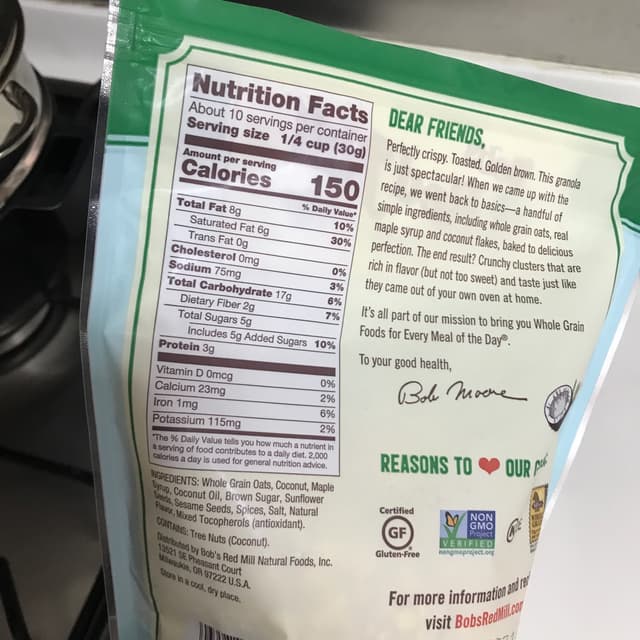 Nutrition Facts
About 10 servings per container
Serving size 1/4 cup (30g)
Amount per serving
Calories 150
% Daily Value*
Total Fat 8g 10%
Saturated Fat 6g 30%
Trans Fat 0g
Cholesterol 0mg 0%
Sodium 75mg 3%
Total Carbohydrate 17g 6%
Dietary Fiber 2g 7%
Total Sugars 5g
Includes 5g Added Sugars 10%
Protein 3g
Vitamin D 0mcg 0%
Calcium 23mg 2%
Iron 1mg 6%
Potassium 115mg 2%
*The % Daily Value tells you how much a nutrient in
a serving of food contributes to a daily diet. 2,000
calories a day is used for general nutrition advice.
INGREDIENTS: Whole Grain Oats, Coconut, Maple
Syrup, Coconut Oil, Brown Sugar, Sunflower
Seeds, Sesame Seeds, Spices, Salt, Natural
Flavor, Mixed Tocopherols (antioxidant).
CONTAINS: Tree Nuts (Coconut).
Distributed by Bob's Red Mill Natural Foods, Inc.
13521 SE Pheasant Court
Milwaukie, OR 97222 U.S.A.
Store in a cool, dry place.
DEAR FRIENDS,
Perfectly crispy. Toasted. Golden brown. This granola
is just spectacular! When we came up with the
recipe, we went back to basics—a handful of
simple ingredients, including whole grain oats, real
maple syrup and coconut flakes, baked to delicious
perfection. The end result? Crunchy clusters that are
rich in flavor (but not too sweet) and taste just like
they came out of your own oven at home.
It's all part of our mission to bring you Whole Grain
Foods for Every Meal of the Day®.
To your good health,
Bob Moore
REASONS TO ❤ OUR
Certified
GF
Gluten-Free
NON
GMO
Project
VERIFIED
nongmoproject.org
For more information and
visit BobsRedMill.com